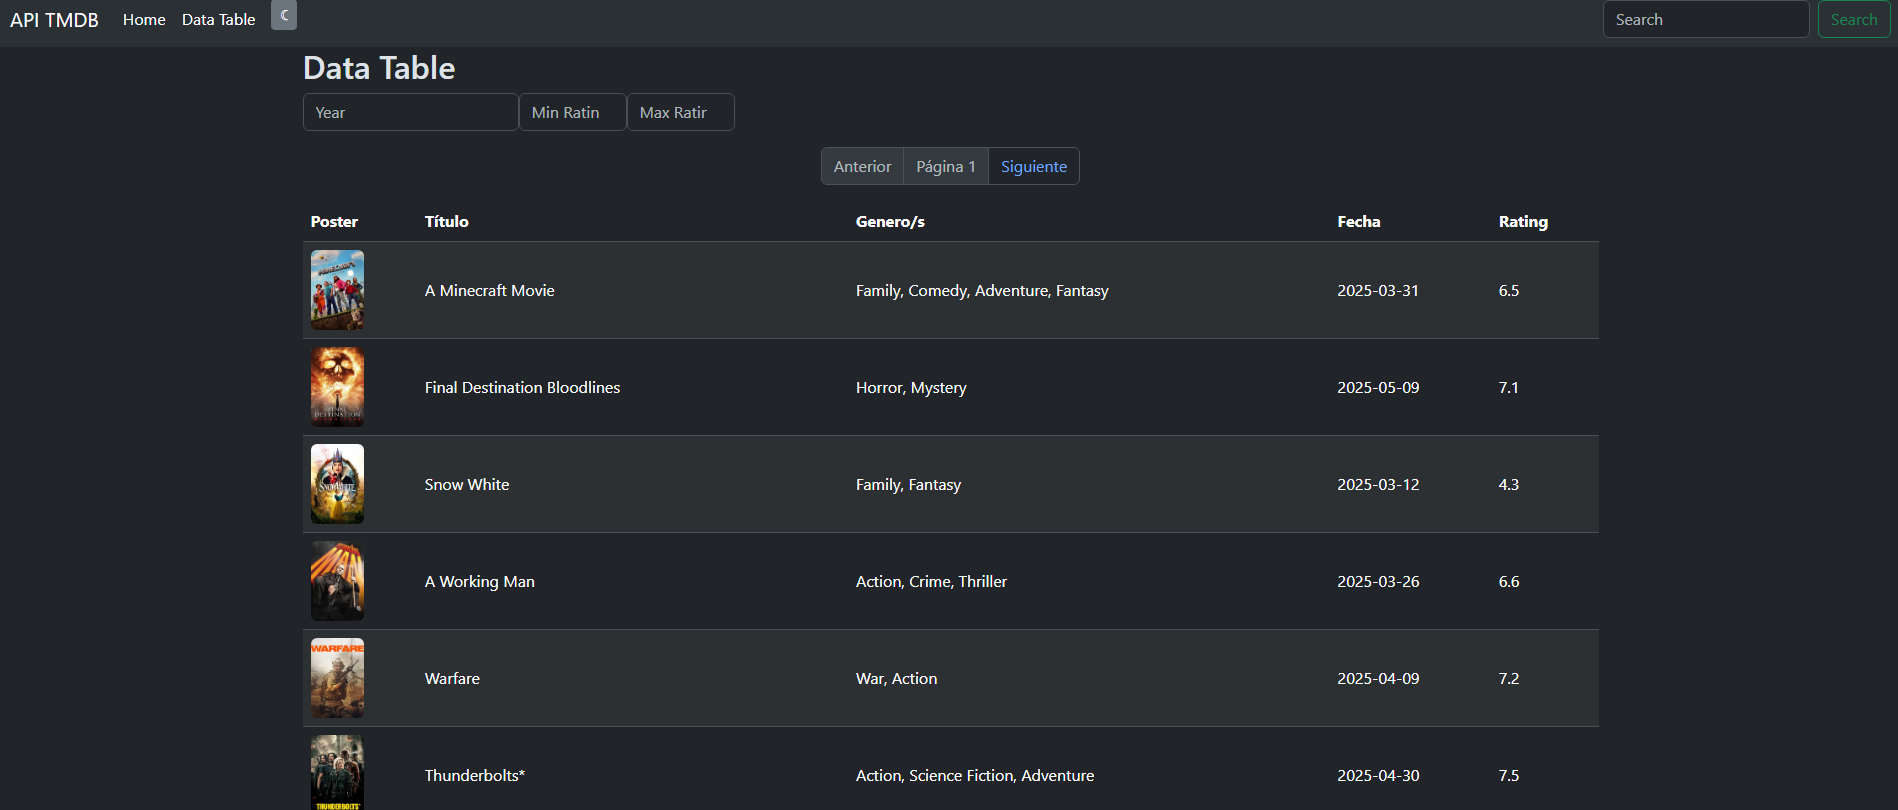 API TMDB Home Data Table Search Search
Data Table
Year Min Ratin Max Ratir
Anterior Página 1 Siguiente
Poster Título Genero/s Fecha Rating
A Minecraft Movie Family, Comedy, Adventure, Fantasy 2025-03-31 6.5
FINAL DESTINATION
Final Destination Bloodlines Horror, Mystery 2025-05-09 7.1
SNOW WHITE
Snow White Family, Fantasy 2025-03-12 4.3
A Working Man Action, Crime, Thriller 2025-03-26 6.6
WARFARE
Warfare War, Action 2025-04-09 7.2
Thunderbolts* Action, Science Fiction, Adventure 2025-04-30 7.5
THUNDERBOLTS*